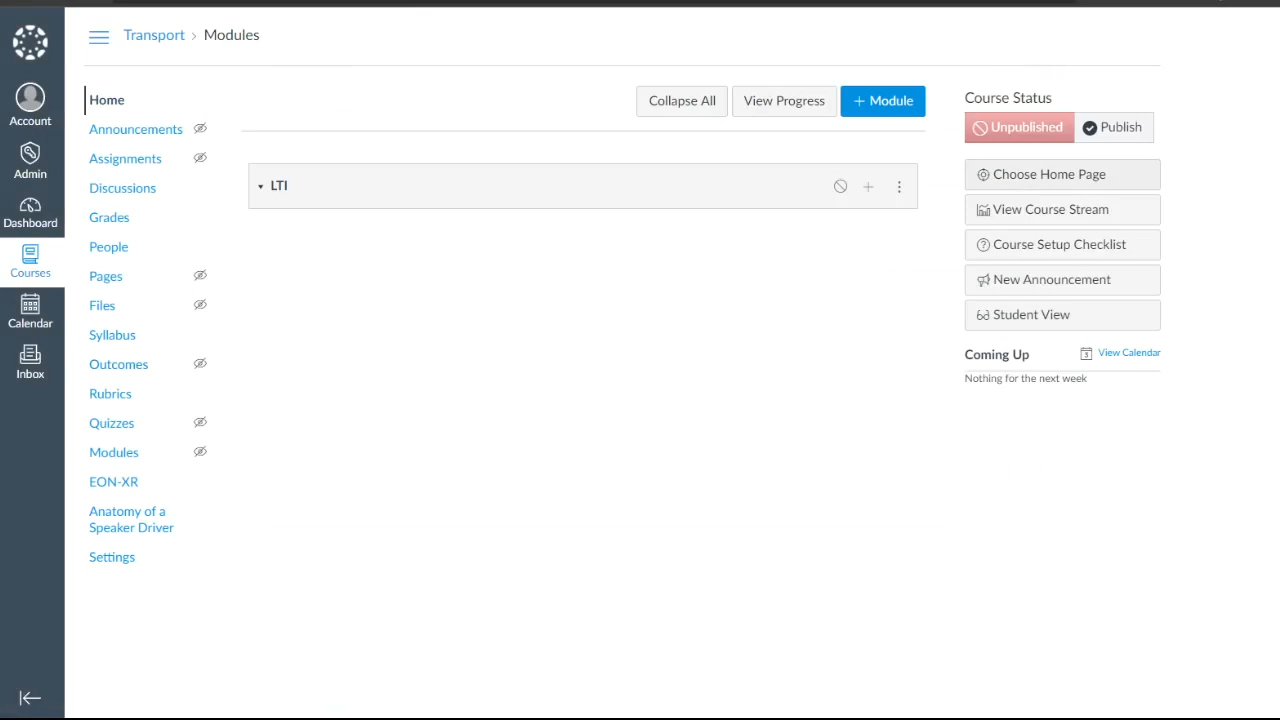 Transport › Modules
Account
Admin
Dashboard
Courses
Calendar
Inbox
Home
Announcements
Assignments
Discussions
Grades
People
Pages
Files
Syllabus
Outcomes
Rubrics
Quizzes
Modules
EON-XR
Anatomy of a
Speaker Driver
Settings
Collapse All
View Progress
+ Module
LTI
Course Status
Unpublished
Publish
Choose Home Page
View Course Stream
Course Setup Checklist
New Announcement
Student View
Coming Up
3 View Calendar
Nothing for the next week